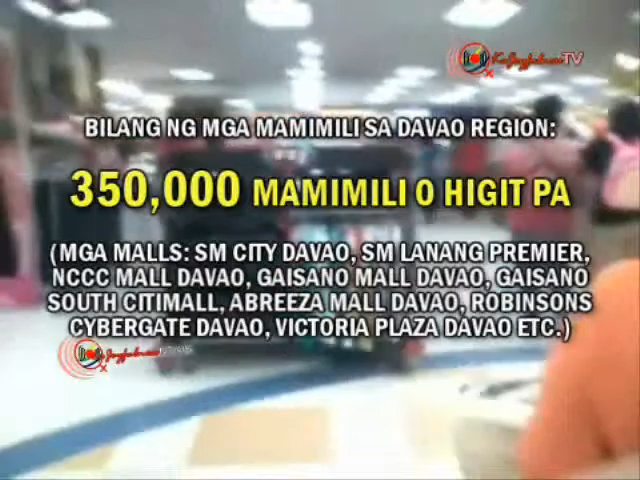 BILANG NG MGA MAMIMILI SA DAVAO REGION:
350,000 MAMIMILI O HIGIT PA
(MGA MALLS: SM CITY DAVAO, SM LANANG PREMIER,
NCCC MALL DAVAO, GAISANO MALL DAVAO, GAISANO
SOUTH CITIMALL, ABREEZA MALL DAVAO, ROBINSONS
CYBERGATE DAVAO, VICTORIA PLAZA DAVAO ETC.)